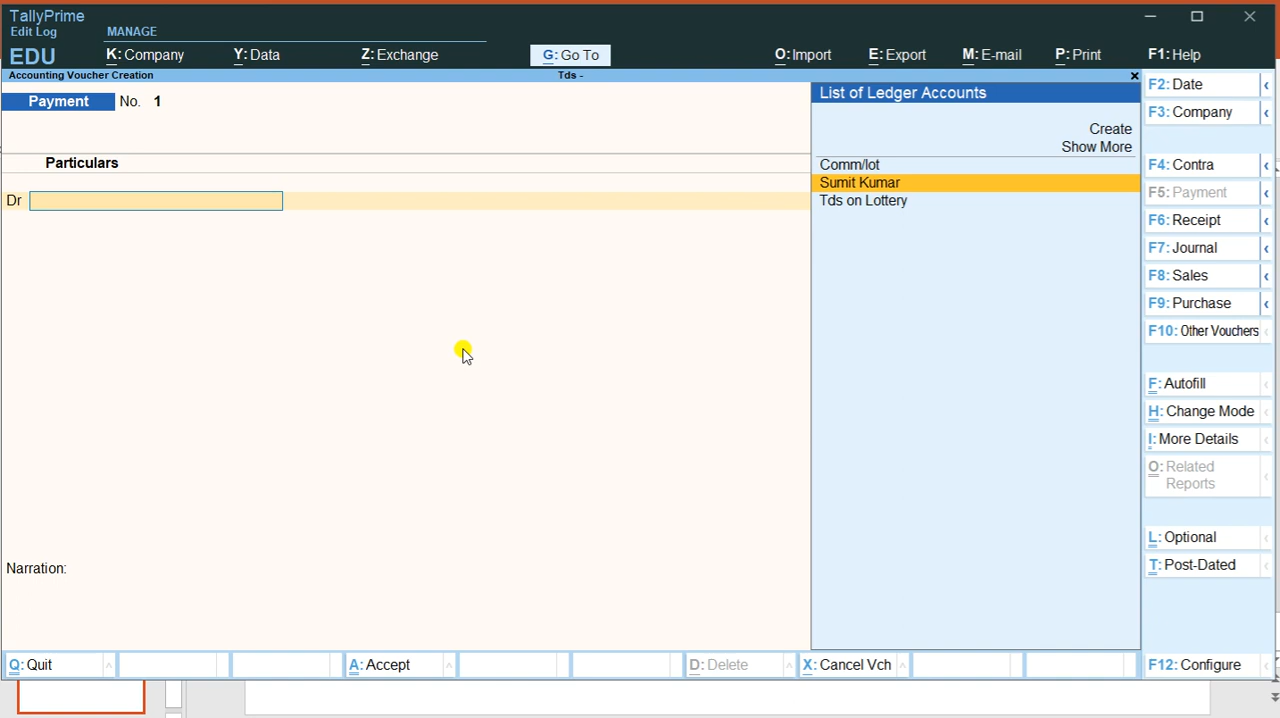 TallyPrime
Edit Log
MANAGE
EDU
K: Company
Y: Data
Z: Exchange
G: Go To
O: Import
E: Export
M: E-mail
P: Print
F1: Help
Accounting Voucher Creation
Tds -
Payment No. 1
Particulars
Dr
List of Ledger Accounts
Create
Show More
Comm/lot
Sumit Kumar
Tds on Lottery
F2: Date
F3: Company
F4: Contra
F5: Payment
F6: Receipt
F7: Journal
F8: Sales
F9: Purchase
F10: Other Vouchers
F: Autofill
H: Change Mode
I: More Details
O: Related
Reports
L: Optional
T: Post-Dated
Narration:
Q: Quit
A: Accept
D: Delete
X: Cancel Vch
F12: Configure